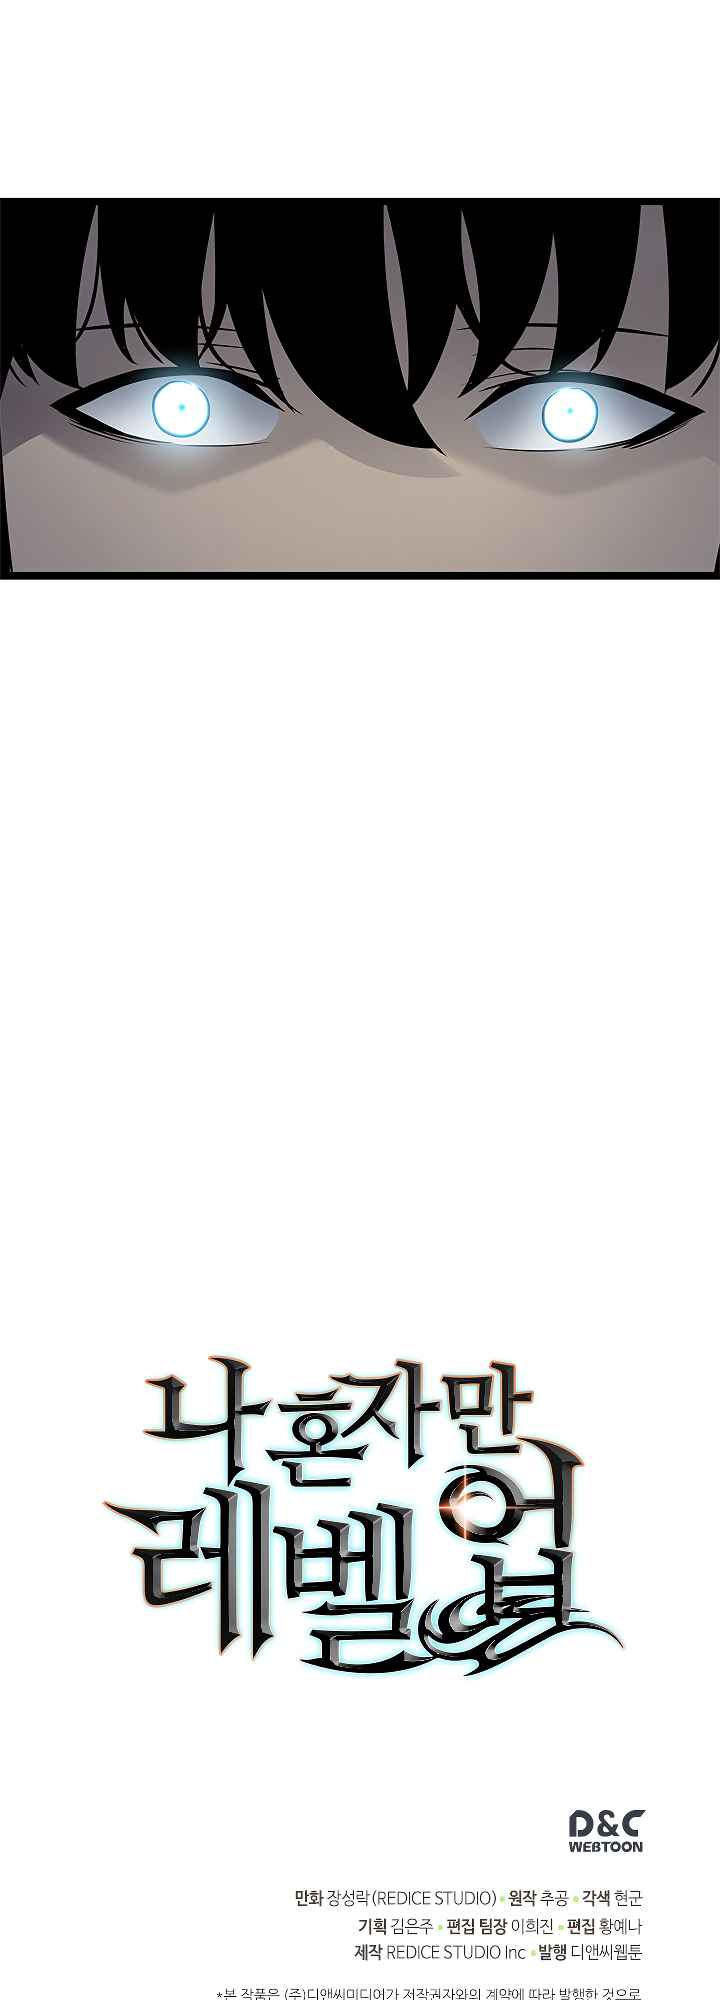 나 혼자만
레벨업
D&C
WEBTOON
만화 장성락(REDICE STUDIO) • 원작 추공 • 각색 현군
기획 김은주 • 편집 팀장 이희진 • 편집 황예나
제작 REDICE STUDIO Inc • 발행 디앤씨웹툰
*본 작품은 (주)디앤씨미디어가 저작권자와의 계약에 따라 발행한 것으로